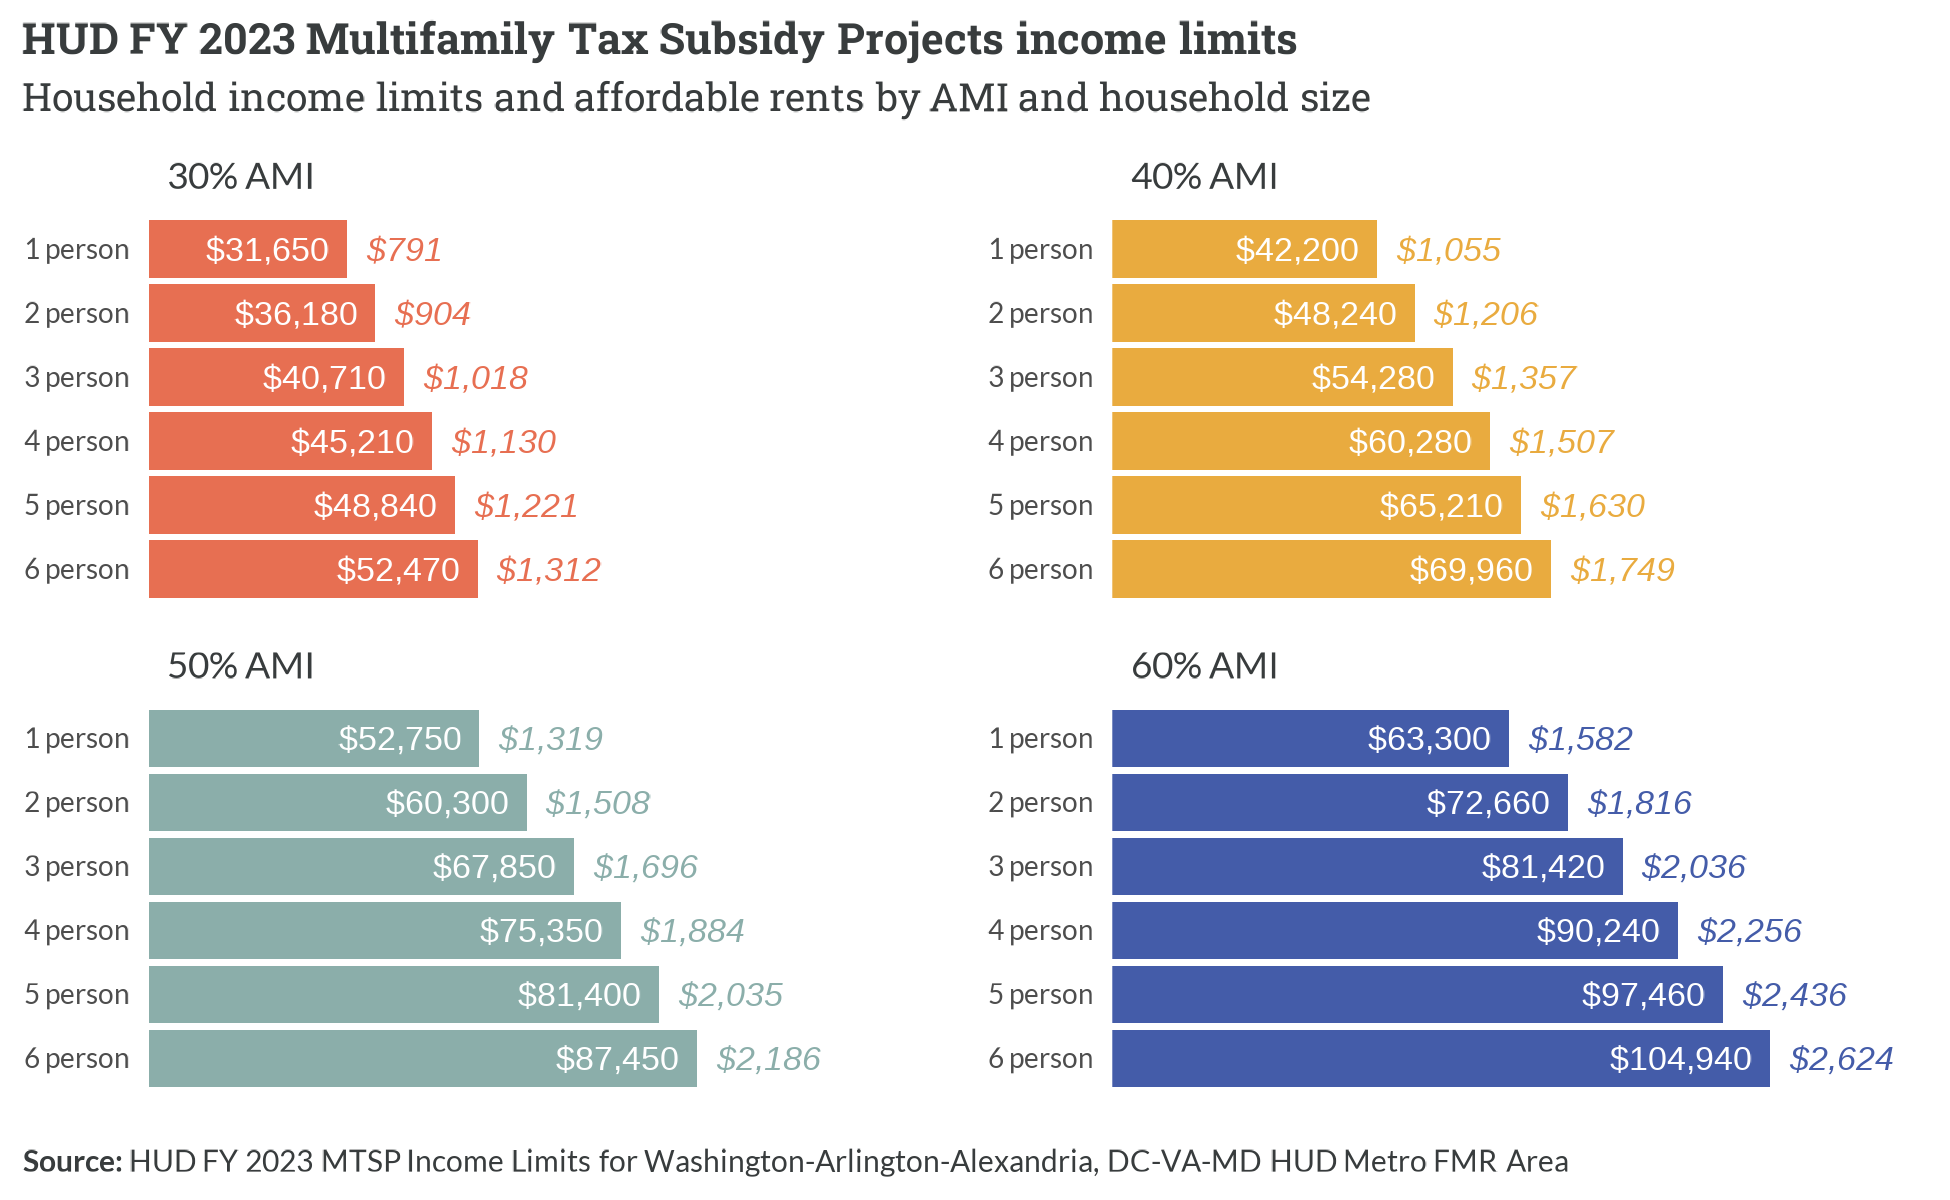 HUD FY 2023 Multifamily Tax Subsidy Projects income limits
Household income limits and affordable rents by AMI and household size
30% AMI
1 person $31,650 $791
2 person $36,180 $904
3 person $40,710 $1,018
4 person $45,210 $1,130
5 person $48,840 $1,221
6 person $52,470 $1,312
40% AMI
1 person $42,200 $1,055
2 person $48,240 $1,206
3 person $54,280 $1,357
4 person $60,280 $1,507
5 person $65,210 $1,630
6 person $69,960 $1,749
50% AMI
1 person $52,750 $1,319
2 person $60,300 $1,508
3 person $67,850 $1,696
4 person $75,350 $1,884
5 person $81,400 $2,035
6 person $87,450 $2,186
60% AMI
1 person $63,300 $1,582
2 person $72,660 $1,816
3 person $81,420 $2,036
4 person $90,240 $2,256
5 person $97,460 $2,436
6 person $104,940 $2,624
Source: HUD FY 2023 MTSP Income Limits for Washington-Arlington-Alexandria, DC-VA-MD HUD Metro FMR Area